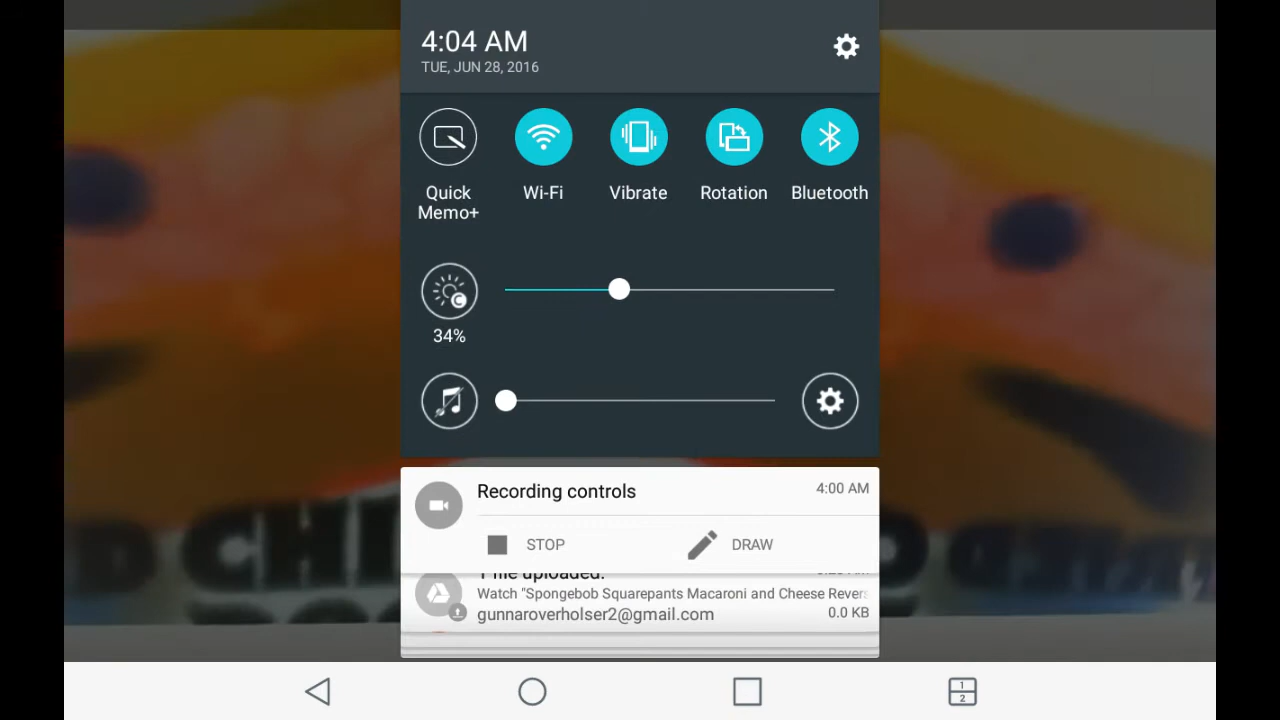 4:04 AM
TUE, JUN 28, 2016
Quick
Memo+
Wi-Fi
Vibrate
Rotation
Bluetooth
34%
Recording controls
4:00 AM
STOP
DRAW
1 file uploaded.
Watch "Spongebob Squarepants Macaroni and Cheese Revers
gunnaroverholser2@gmail.com
0.0 KB
1
2